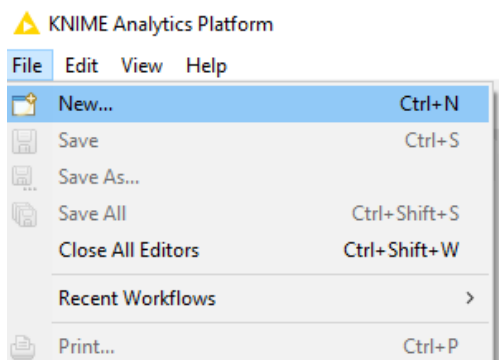 KNIME Analytics Platform
File Edit View Help
New... Ctrl+N
Save Ctrl+S
Save As...
Save All Ctrl+Shift+S
Close All Editors Ctrl+Shift+W
Recent Workflows >
Print... Ctrl+P